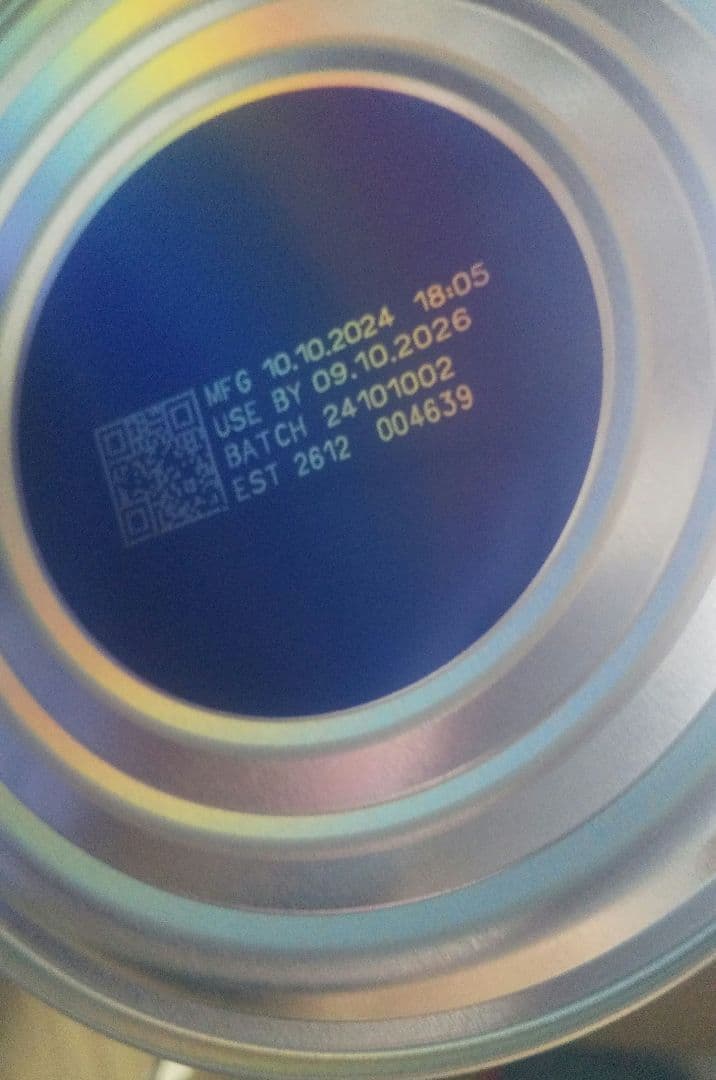 MFG 10.10.2024 18:05
USE BY 09.10.2026
BATCH 24101002
EST 2612 004639